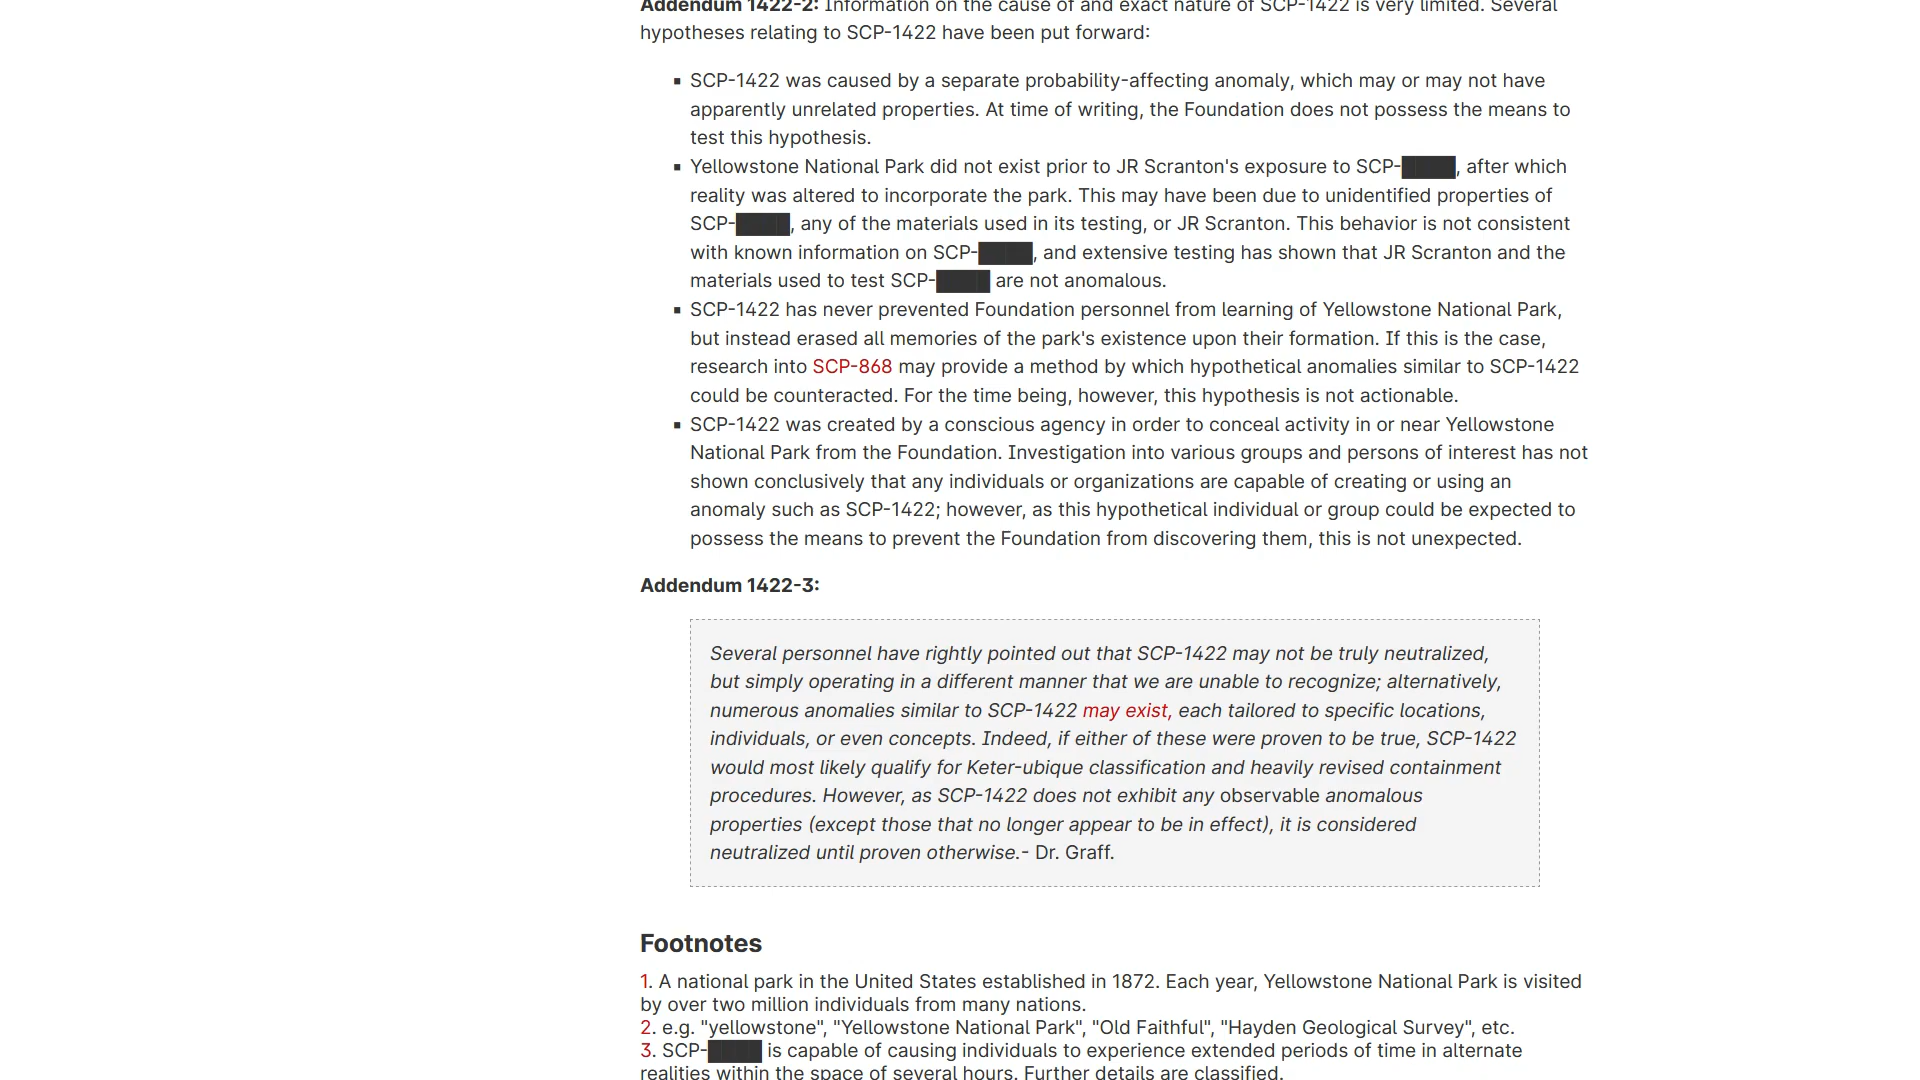 Addendum 1422-2: Information on the cause of and exact nature of SCP-1422 is very limited. Several
hypotheses relating to SCP-1422 have been put forward:
▪ SCP-1422 was caused by a separate probability-affecting anomaly, which may or may not have
apparently unrelated properties. At time of writing, the Foundation does not possess the means to
test this hypothesis.
▪ Yellowstone National Park did not exist prior to JR Scranton's exposure to SCP-████, after which
reality was altered to incorporate the park. This may have been due to unidentified properties of
SCP-████, any of the materials used in its testing, or JR Scranton. This behavior is not consistent
with known information on SCP-████, and extensive testing has shown that JR Scranton and the
materials used to test SCP-████ are not anomalous.
▪ SCP-1422 has never prevented Foundation personnel from learning of Yellowstone National Park,
but instead erased all memories of the park's existence upon their formation. If this is the case,
research into SCP-868 may provide a method by which hypothetical anomalies similar to SCP-1422
could be counteracted. For the time being, however, this hypothesis is not actionable.
▪ SCP-1422 was created by a conscious agency in order to conceal activity in or near Yellowstone
National Park from the Foundation. Investigation into various groups and persons of interest has not
shown conclusively that any individuals or organizations are capable of creating or using an
anomaly such as SCP-1422; however, as this hypothetical individual or group could be expected to
possess the means to prevent the Foundation from discovering them, this is not unexpected.
Addendum 1422-3:
Several personnel have rightly pointed out that SCP-1422 may not be truly neutralized,
but simply operating in a different manner that we are unable to recognize; alternatively,
numerous anomalies similar to SCP-1422 may exist, each tailored to specific locations,
individuals, or even concepts. Indeed, if either of these were proven to be true, SCP-1422
would most likely qualify for Keter-ubique classification and heavily revised containment
procedures. However, as SCP-1422 does not exhibit any observable anomalous
properties (except those that no longer appear to be in effect), it is considered
neutralized until proven otherwise.- Dr. Graff.
Footnotes
1. A national park in the United States established in 1872. Each year, Yellowstone National Park is visited
by over two million individuals from many nations.
2. e.g. "yellowstone", "Yellowstone National Park", "Old Faithful", "Hayden Geological Survey", etc.
3. SCP-████ is capable of causing individuals to experience extended periods of time in alternate
realities within the space of several hours. Further details are classified.